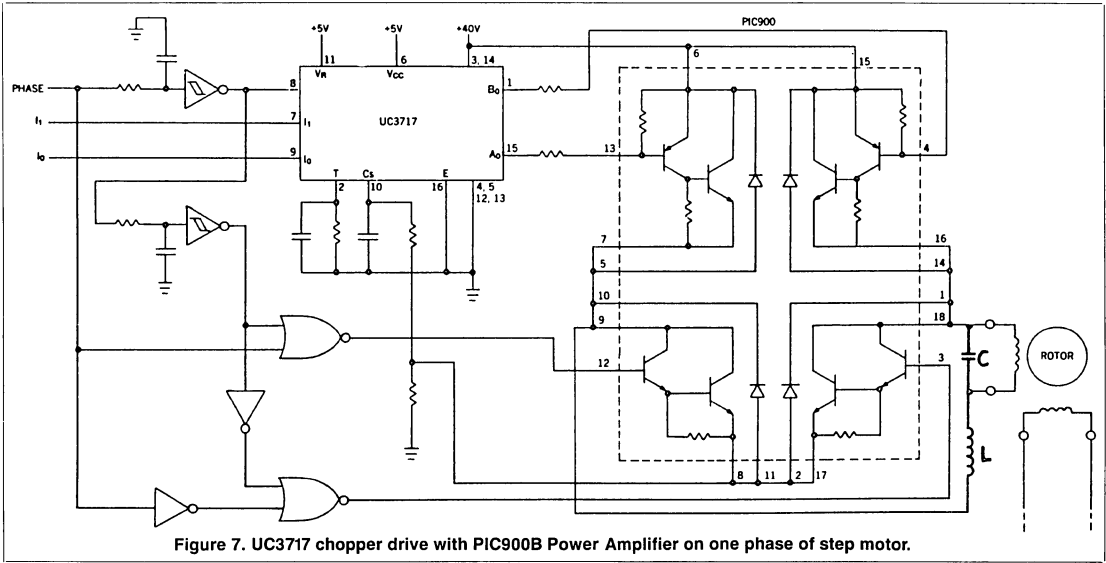 PIC900
+5V +5V +40V
11 6 3, 14 6 15
VR VCC
PHASE 8 B0 1
I1 7 I1 UC3717
I0 9 I0 A0 15 13 4
T Cs E
2 10 16 4, 5
12, 13
7 16
5 14
10 1
9 18
12 3 C ROTOR
L
8 11 2 17
Figure 7. UC3717 chopper drive with PIC900B Power Amplifier on one phase of step motor.